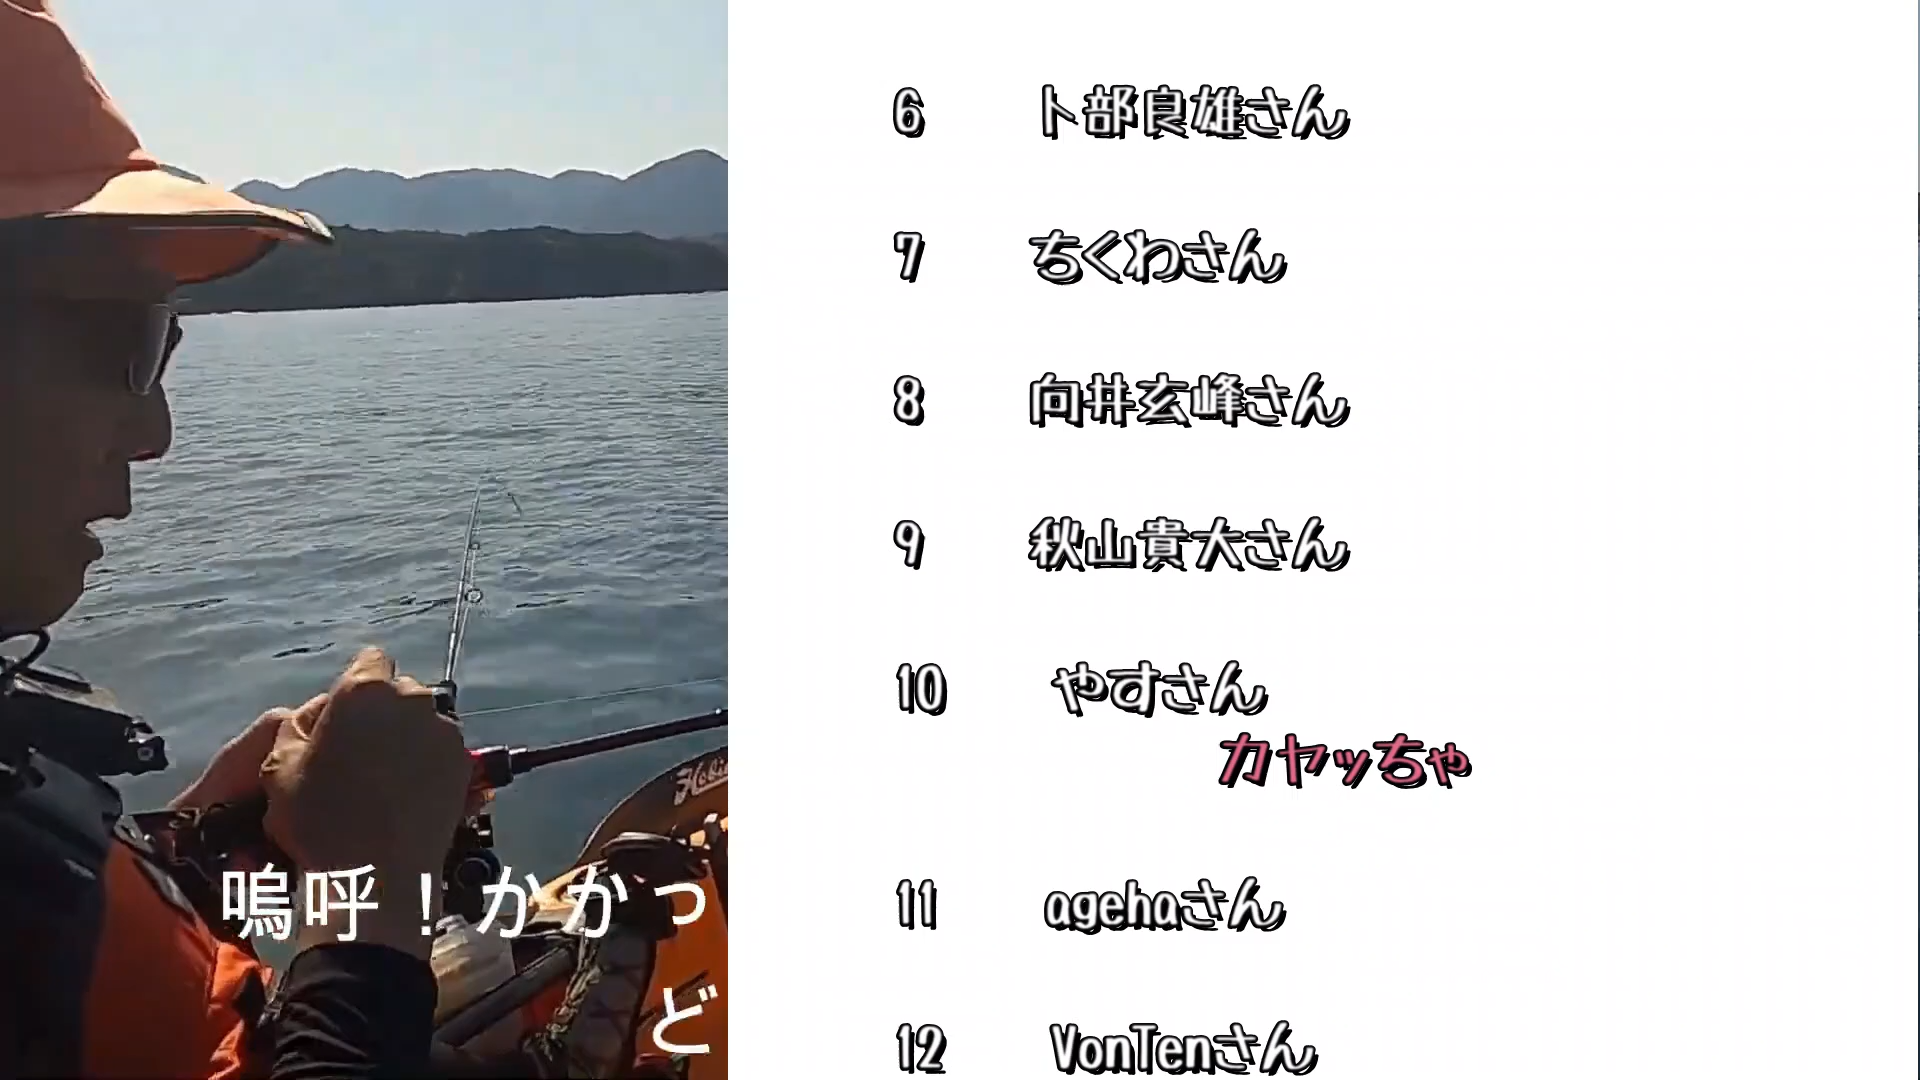 6 卜部良雄さん
7 ちくわさん
8 向井玄峰さん
9 秋山貴大さん
10 やすさん
カヤッちゃ
11 agehaさん
12 VonTenさん
嗚呼！かかっ
ど